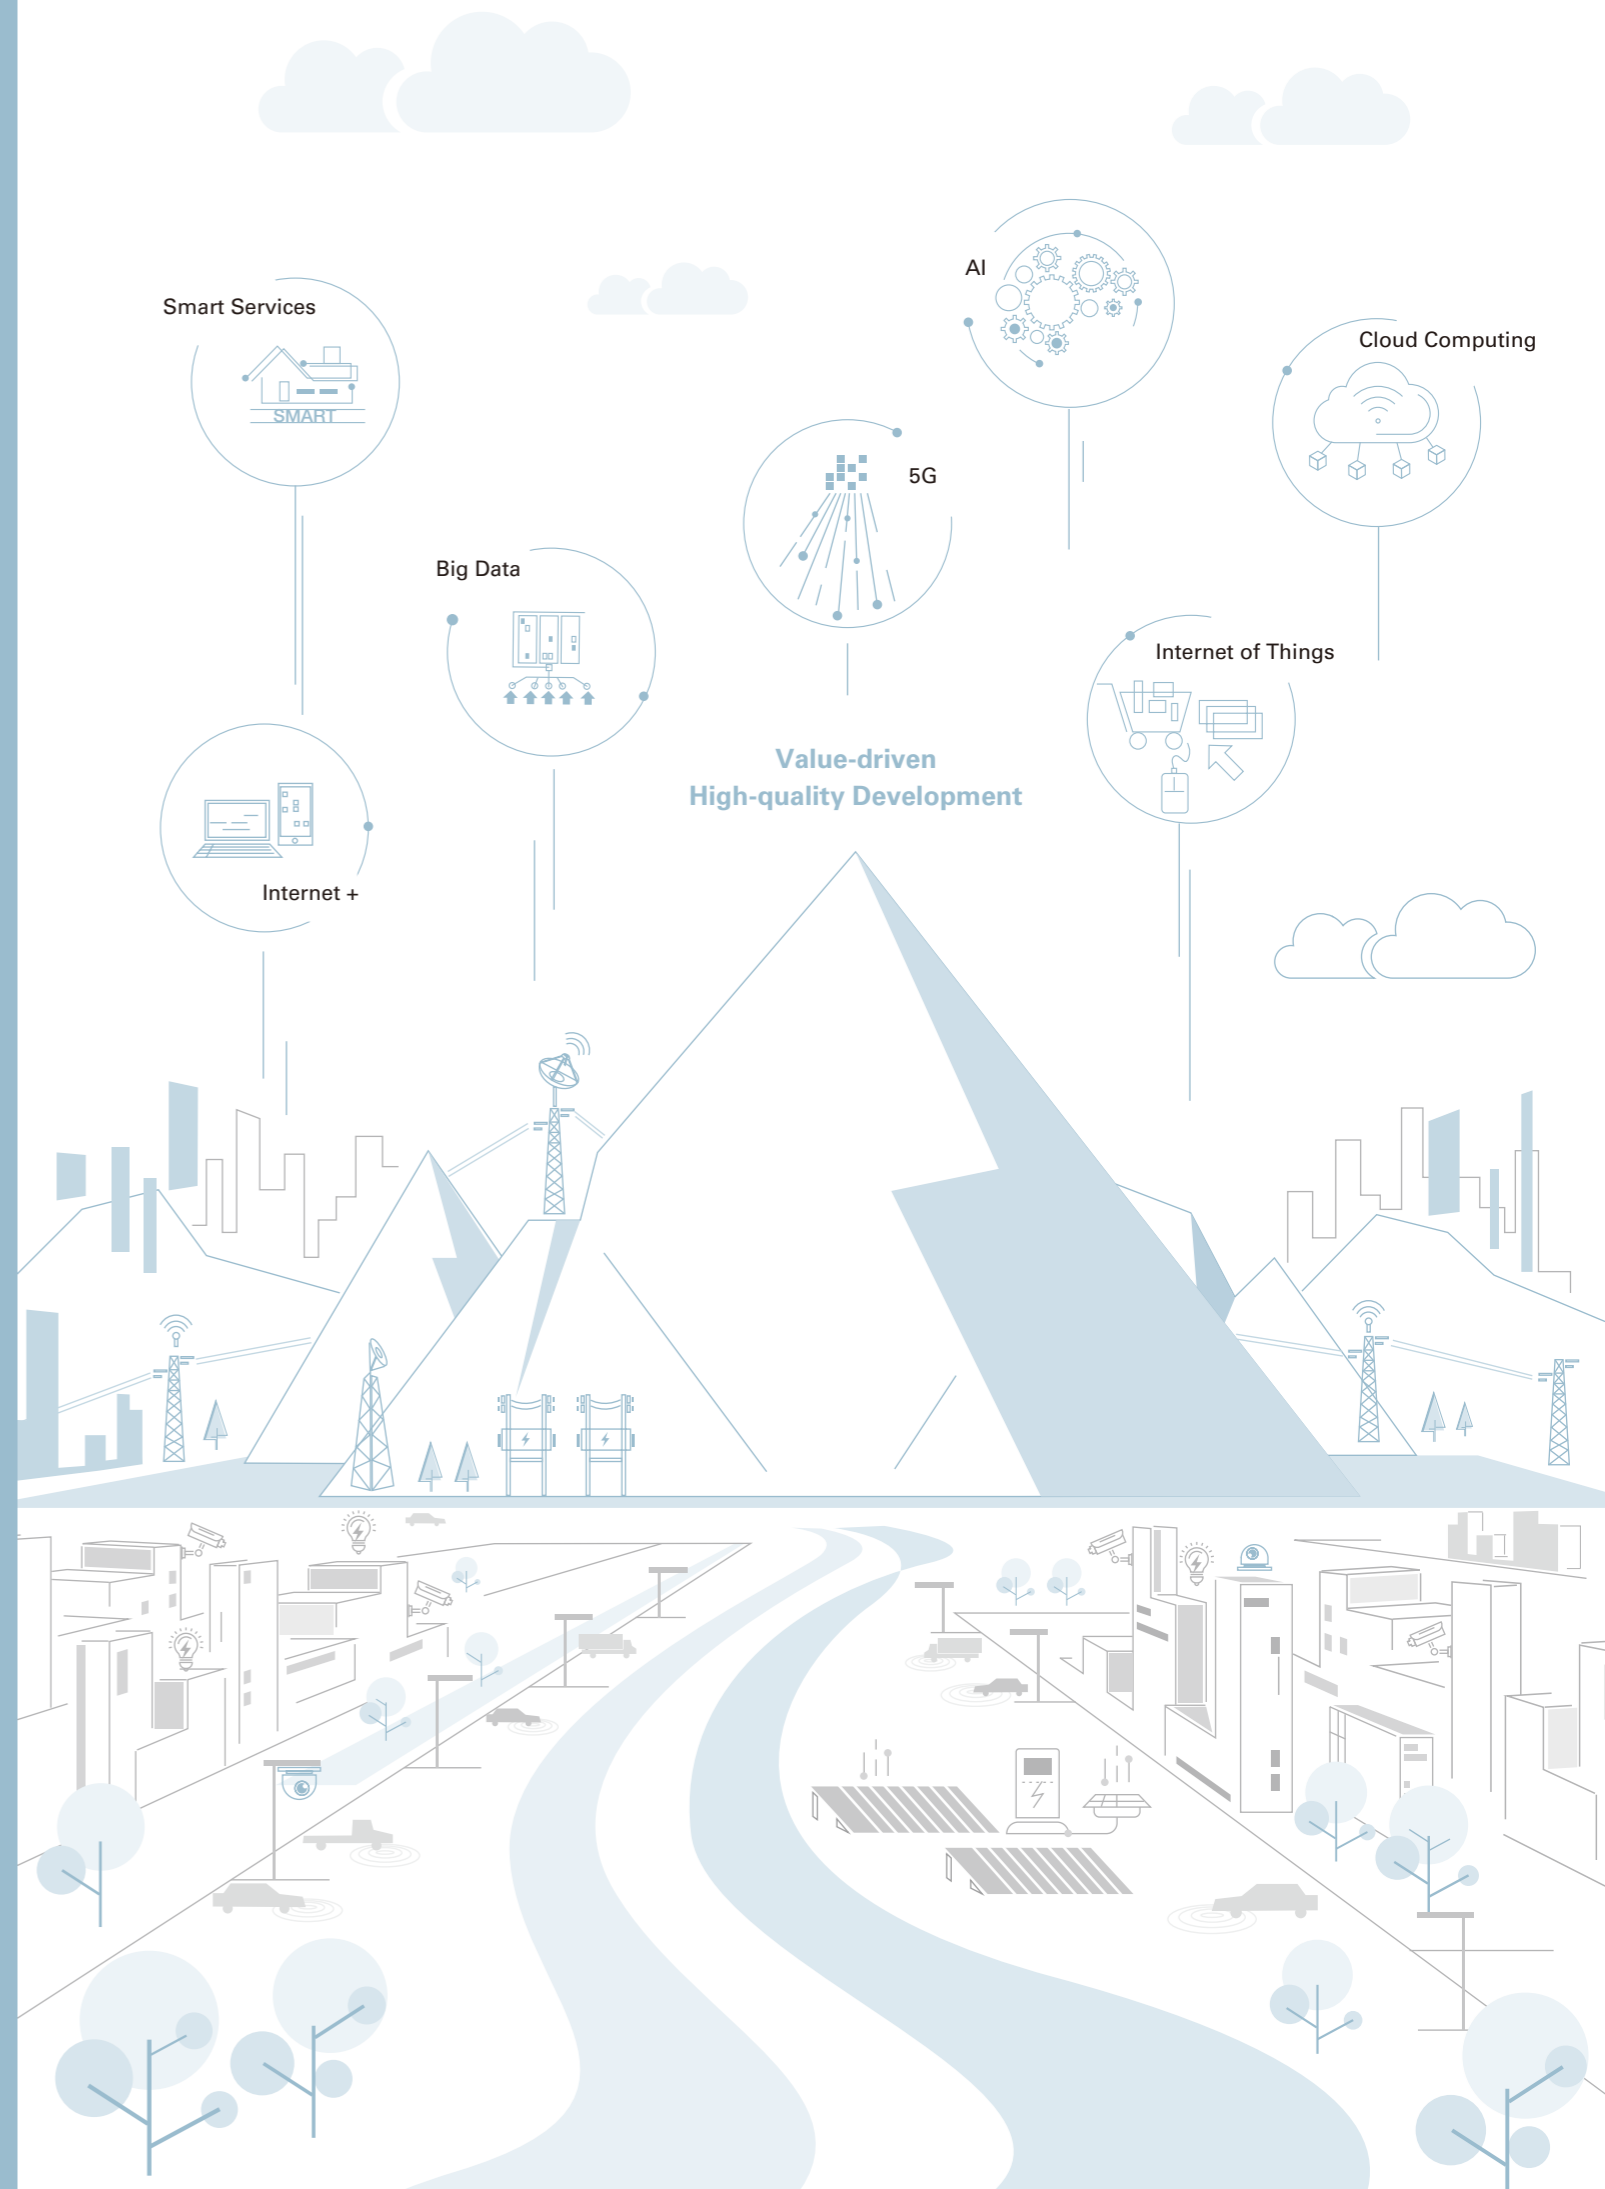 AI
Smart Services
SMART
Cloud Computing
5G
Big Data
Internet of Things
Value-driven
High-quality Development
Internet +